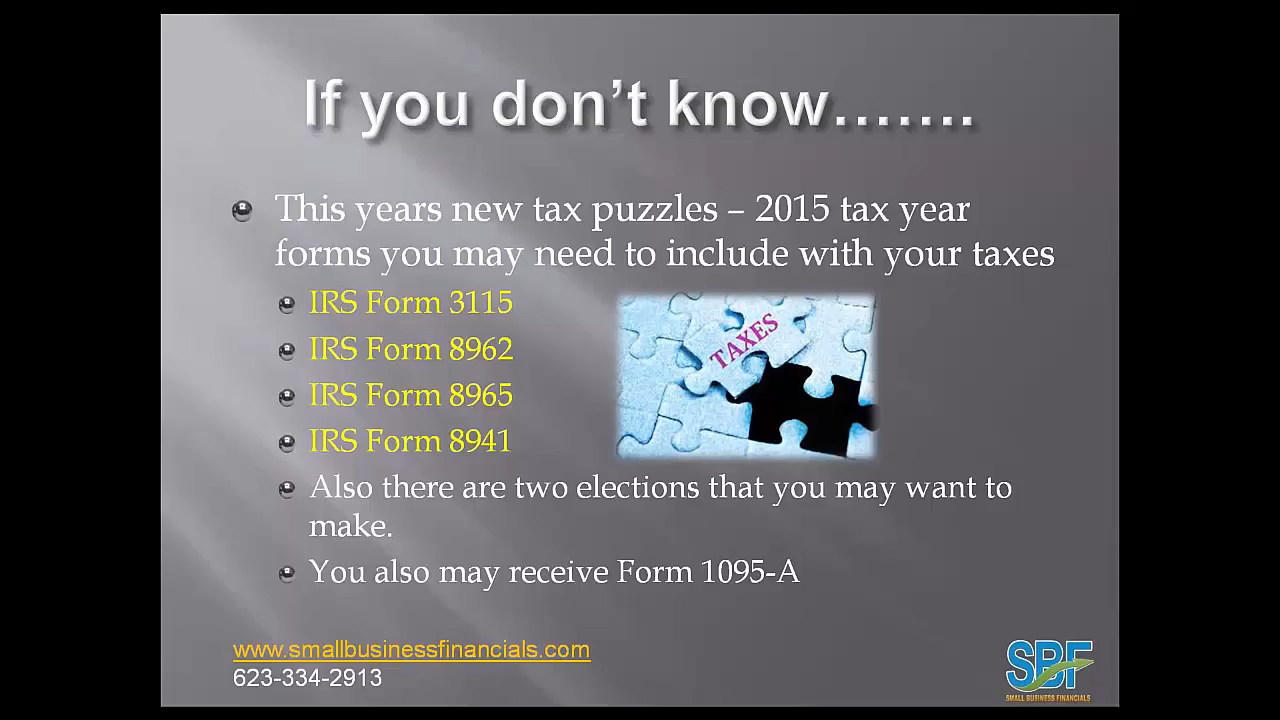 If you don’t know…….
This years new tax puzzles – 2015 tax year
forms you may need to include with your taxes
IRS Form 3115
IRS Form 8962
IRS Form 8965
IRS Form 8941
TAXES
Also there are two elections that you may want to
make.
You also may receive Form 1095-A
www.smallbusinessfinancials.com
623-334-2913
SBF
SMALL BUSINESS FINANCIALS